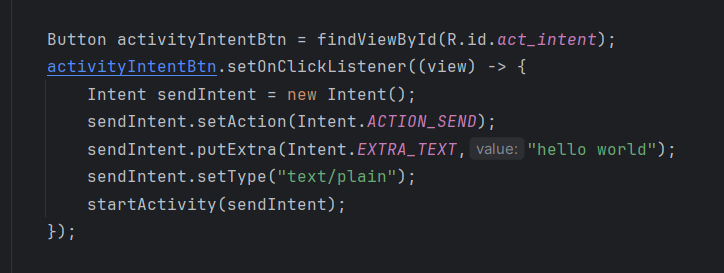 Button activityIntentBtn = findViewById(R.id.act_intent);
activityIntentBtn.setOnClickListener((view) -> {
Intent sendIntent = new Intent();
sendIntent.setAction(Intent.ACTION_SEND);
sendIntent.putExtra(Intent.EXTRA_TEXT, value: "hello world");
sendIntent.setType("text/plain");
startActivity(sendIntent);
});